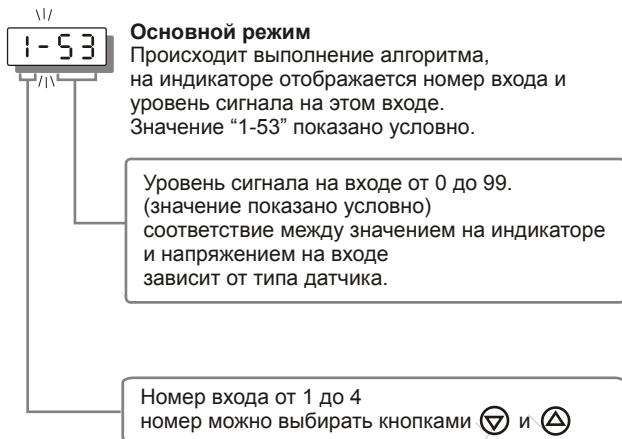 1-53
Основной режим
Происходит выполнение алгоритма,
на индикаторе отображается номер входа и
уровень сигнала на этом входе.
Значение “1-53” показано условно.
Уровень сигнала на входе от 0 до 99.
(значение показано условно)
соответствие между значением на индикаторе
и напряжением на входе
зависит от типа датчика.
Номер входа от 1 до 4
номер можно выбирать кнопками и